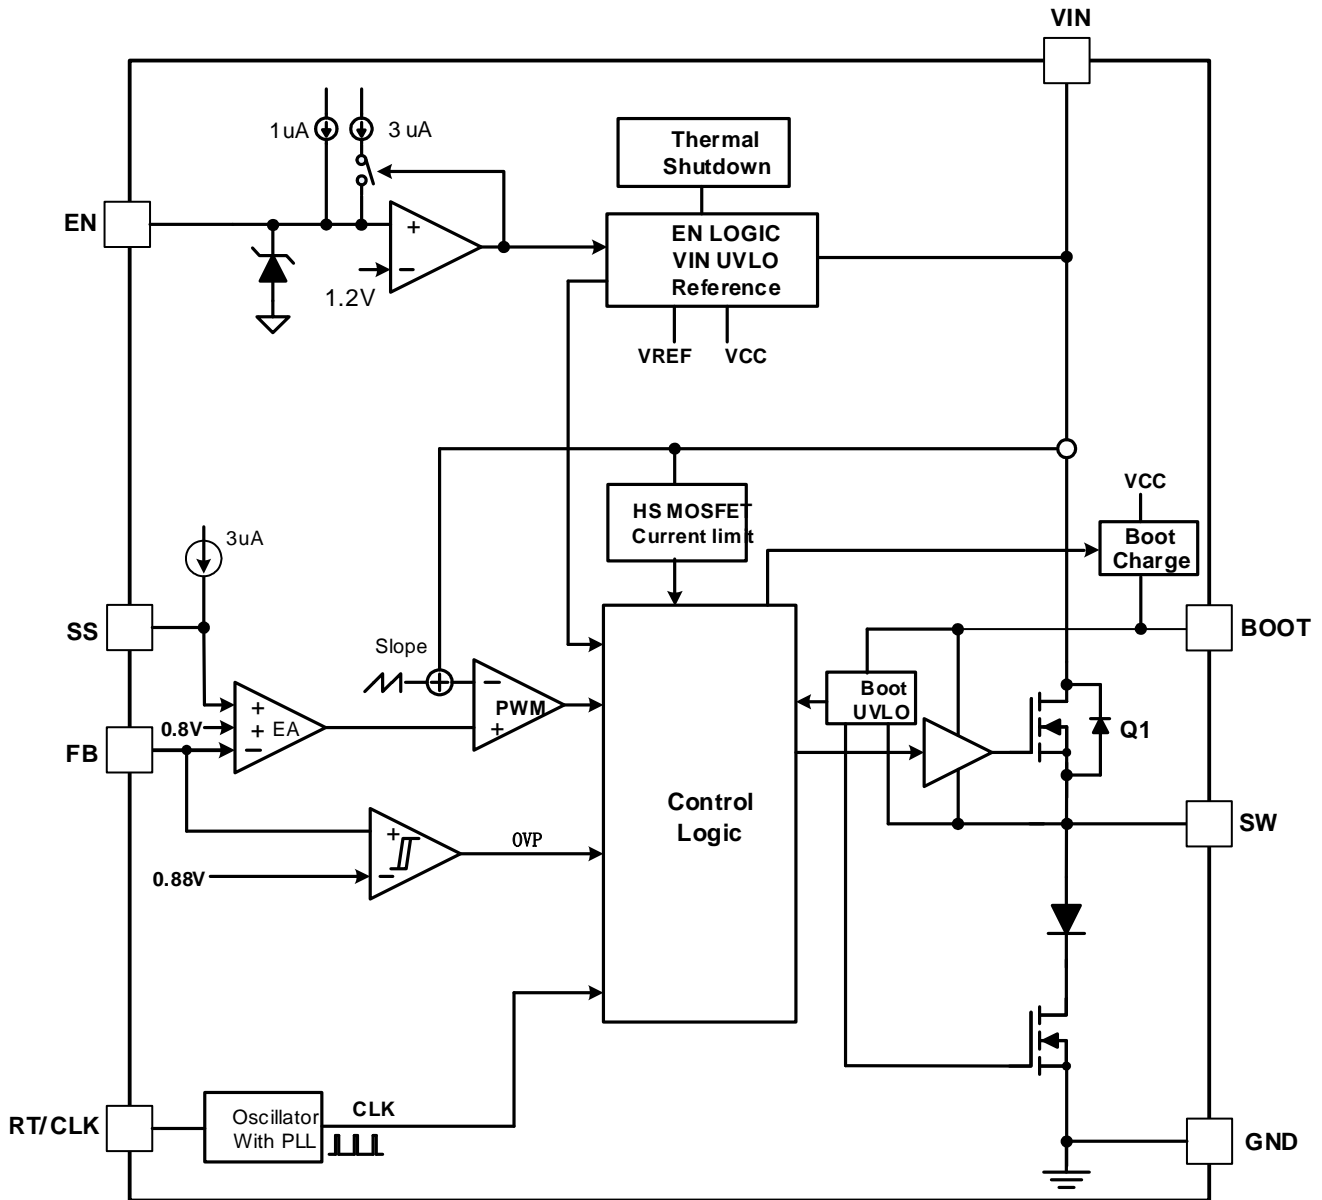 VIN
1uA
3 uA
Thermal
Shutdown
EN
+
−
1.2V
EN LOGIC
VIN UVLO
Reference
VREF
VCC
HS MOSFET
Current limit
VCC
Boot
Charge
3uA
SS
BOOT
Slope
+
−
PWM
+
Boot
UVLO
0.8V
+
+ EA
−
FB
Q1
Control
Logic
SW
+
−
OVP
0.88V
RT/CLK
Oscillator
With PLL
CLK
GND